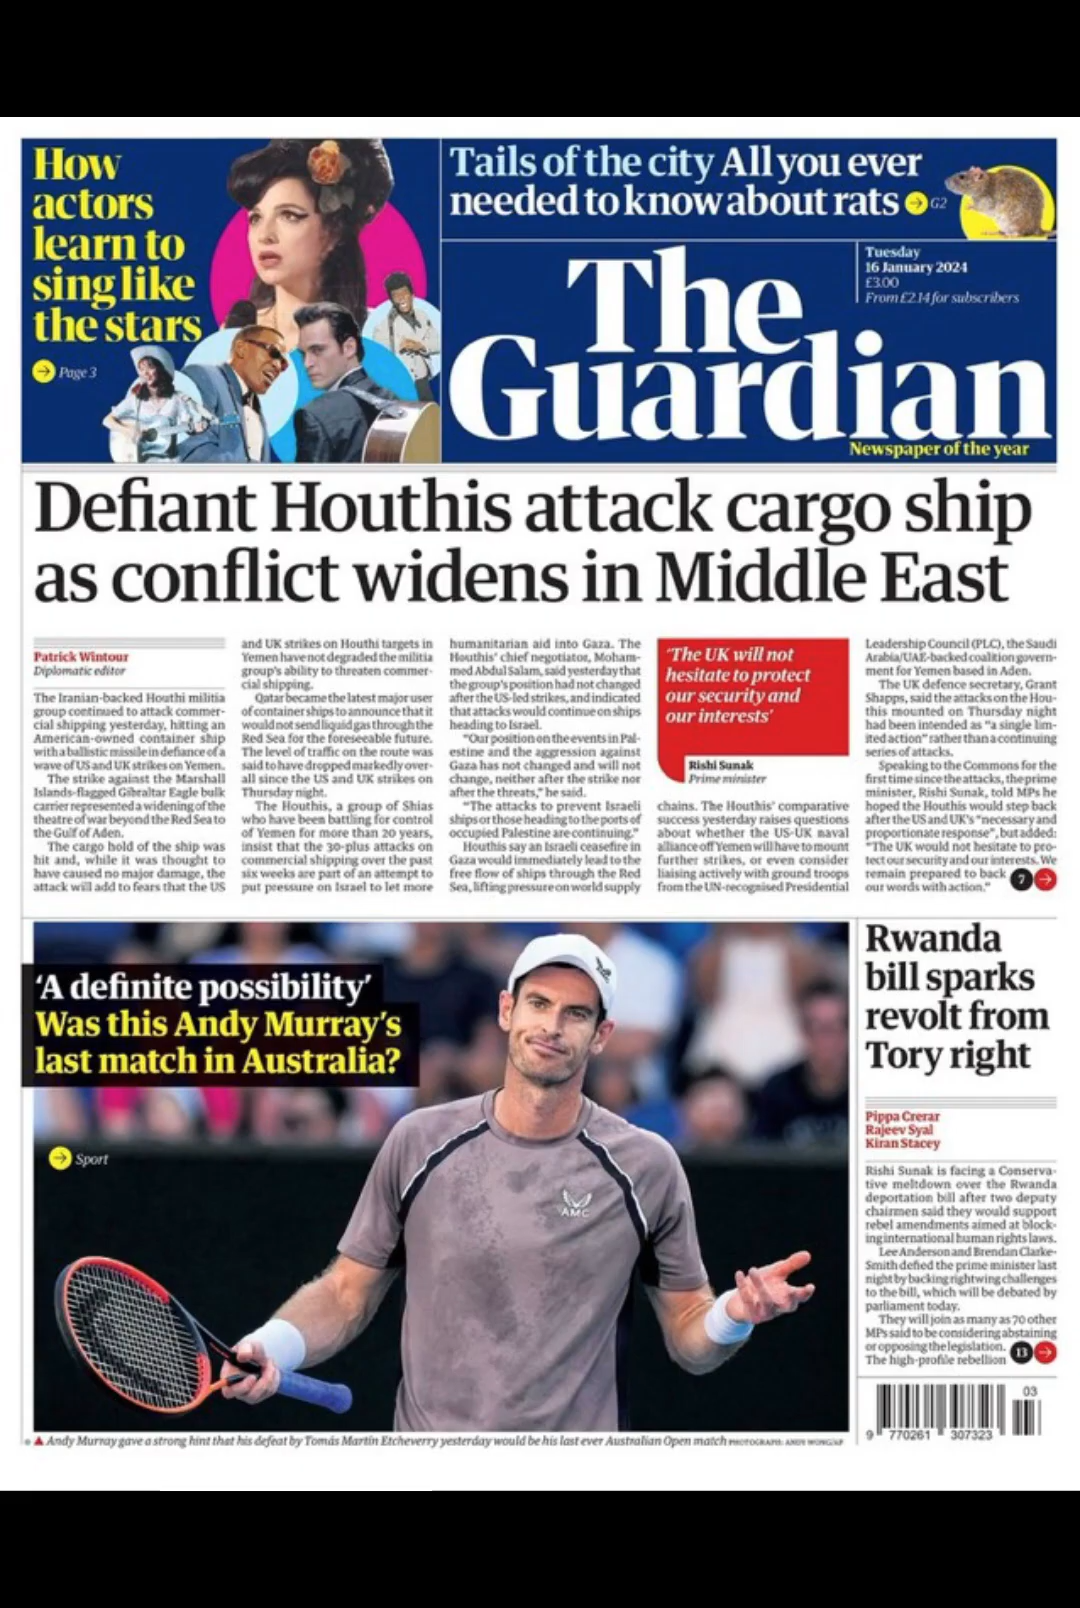 How
actors
learn to
sing like
the stars
Page 3
Tails of the city All you ever
needed to know about rats
G2
Tuesday
16 January 2024
£3.00
From £2.14 for subscribers
The
Guardian
Newspaper of the year
Defiant Houthis attack cargo ship
as conflict widens in Middle East
Patrick Wintour
Diplomatic editor
The Iranian-backed Houthi militia
group continued to attack commer-
cial shipping yesterday, hitting an
American-owned container ship
with a ballistic missile in defiance of a
wave of US and UK strikes on Yemen.
The strike against the Marshall
Islands-flagged Gibraltar Eagle bulk
carrier represented a widening of the
theatre of war beyond the Red Sea to
the Gulf of Aden.
The cargo hold of the ship was
hit and, while it was thought to
have caused no major damage, the
attack will add to fears that the US
and UK strikes on Houthi targets in
Yemen have not degraded the militia
group's ability to threaten commer-
cial shipping.
Qatar became the latest major user
of container ships to announce that it
would not send liquid gas through the
Red Sea for the foreseeable future.
The level of traffic on the route was
said to have dropped markedly over-
all since the US and UK strikes on
Thursday night.
The Houthis, a group of Shias
who have been battling for control
of Yemen for more than 20 years,
insist that the 30-plus attacks on
commercial shipping over the past
six weeks are part of an attempt to
put pressure on Israel to let more
humanitarian aid into Gaza. The
Houthis' chief negotiator, Moham-
med Abdul Salam, said yesterday that
the group's position had not changed
after the US-led strikes, and indicated
that attacks would continue on ships
heading to Israel.
"Our position on the events in Pal-
estine and the aggression against
Gaza has not changed and will not
change, neither after the strike nor
after the threats," he said.
"The attacks to prevent Israeli
ships or those heading to the ports of
occupied Palestine are continuing."
Houthis say an Israeli ceasefire in
Gaza would immediately lead to the
free flow of ships through the Red
Sea, lifting pressure on world supply
'The UK will not
hesitate to protect
our security and
our interests'
Rishi Sunak
Prime minister
chains. The Houthis' comparative
success yesterday raises questions
about whether the US-UK naval
alliance off Yemen will have to mount
further strikes, or even consider
liaising actively with ground troops
from the UN-recognised Presidential
Leadership Council (PLC), the Saudi
Arabia/UAE-backed coalition govern-
ment for Yemen based in Aden.
The UK defence secretary, Grant
Shapps, said the attacks on the Hou-
this mounted on Thursday night
had been intended as "a single lim-
ited action" rather than a continuing
series of attacks.
Speaking to the Commons for the
first time since the attacks, the prime
minister, Rishi Sunak, told MPs he
hoped the Houthis would step back
after the US and UK's "necessary and
proportionate response", but added:
"The UK would not hesitate to pro-
tect our security and our interests. We
remain prepared to back 7
our words with action."
'A definite possibility'
Was this Andy Murray's
last match in Australia?
Sport
AMC
Andy Murray gave a strong hint that his defeat by Tomás Martín Etcheverry yesterday would be his last ever Australian Open match
Rwanda
bill sparks
revolt from
Tory right
Pippa Crerar
Rajeev Syal
Kiran Stacey
Rishi Sunak is facing a Conserva-
tive meltdown over the Rwanda
deportation bill after two deputy
chairmen said they would support
rebel amendments aimed at block-
ing international human rights laws.
Lee Anderson and Brendan Clarke-
Smith defied the prime minister last
night by backing rightwing challenges
to the bill, which will be debated by
parliament today.
They will join as many as 70 other
MPs said to be considering abstaining
or opposing the legislation. 13
The high-profile rebellion
03
9 770261 307323